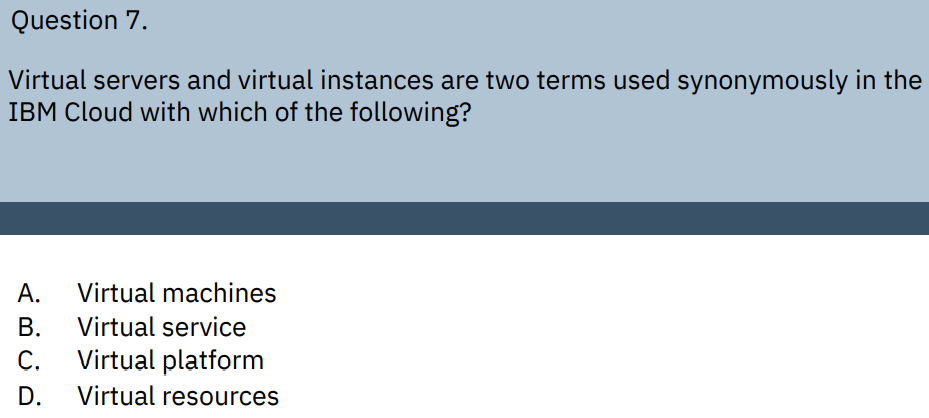 Question 7.
Virtual servers and virtual instances are two terms used synonymously in the
IBM Cloud with which of the following?
A. Virtual machines
B. Virtual service
C. Virtual platform
D. Virtual resources